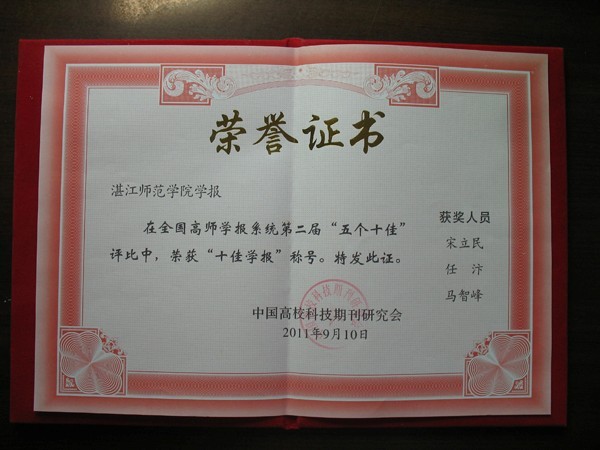 荣誉证书
湛江师范学院学报
在全国高师学报系统第二届“五个十佳”
评比中，荣获“十佳学报”称号。特发此证。
中国高校科技期刊研究会
2011年9月10日
获奖人员
宋立民
任 汴
马智峰